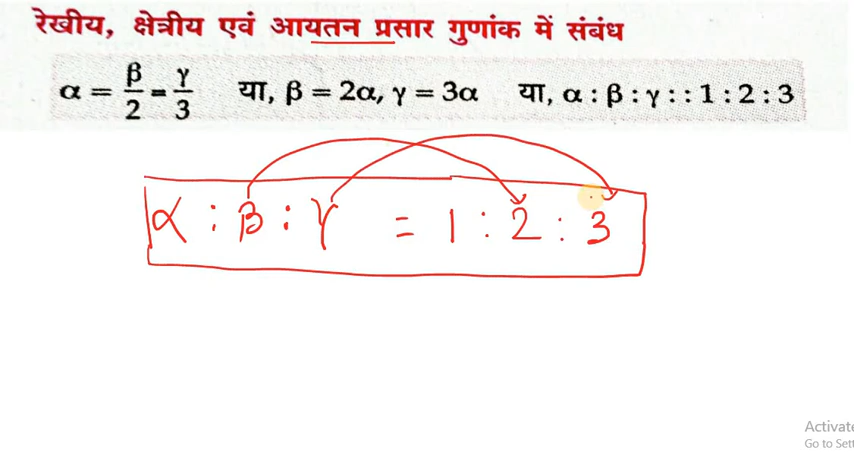 रेखीय, क्षेत्रीय एवं आयतन प्रसार गुणांक में संबंध
α = β/2 = γ/3 या, β = 2α, γ = 3α या, α : β : γ : : 1 : 2 : 3
α : β : γ = 1 : 2 : 3
Activate
Go to Sett